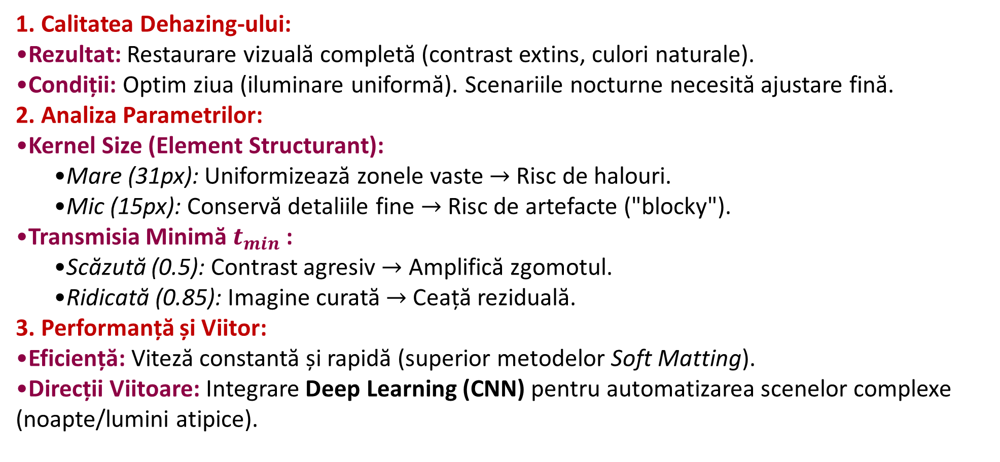 1. Calitatea Dehazing-ului:
•Rezultat: Restaurare vizuală completă (contrast extins, culori naturale).
•Condiții: Optim ziua (iluminare uniformă). Scenariile nocturne necesită ajustare fină.
2. Analiza Parametrilor:
•Kernel Size (Element Structurant):
•Mare (31px): Uniformizează zonele vaste → Risc de halouri.
•Mic (15px): Conservă detaliile fine → Risc de artefacte ("blocky").
•Transmisia Minimă t_min :
•Scăzută (0.5): Contrast agresiv → Amplifică zgomotul.
•Ridicată (0.85): Imagine curată → Ceață reziduală.
3. Performanță și Viitor:
•Eficiență: Viteză constantă și rapidă (superior metodelor Soft Matting).
•Direcții Viitoare: Integrare Deep Learning (CNN) pentru automatizarea scenelor complexe
(noapte/lumini atipice).